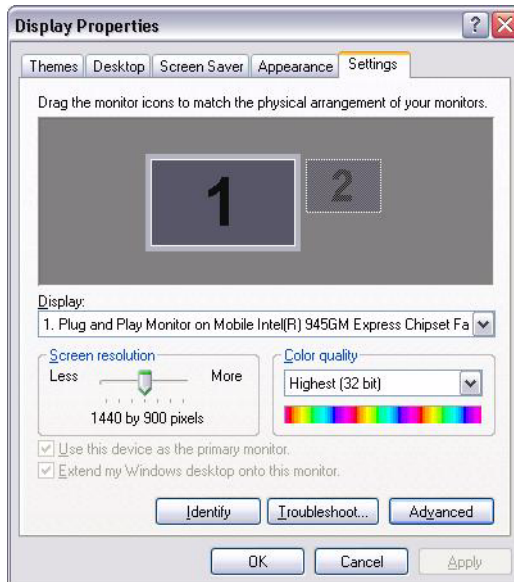 Display Properties
Themes Desktop Screen Saver Appearance Settings
Drag the monitor icons to match the physical arrangement of your monitors.
1 2
Display:
1. Plug and Play Monitor on Mobile Intel(R) 945GM Express Chipset Fa
Screen resolution
Less More
1440 by 900 pixels
Color quality
Highest (32 bit)
Use this device as the primary monitor.
Extend my Windows desktop onto this monitor.
Identify Troubleshoot... Advanced
OK Cancel Apply